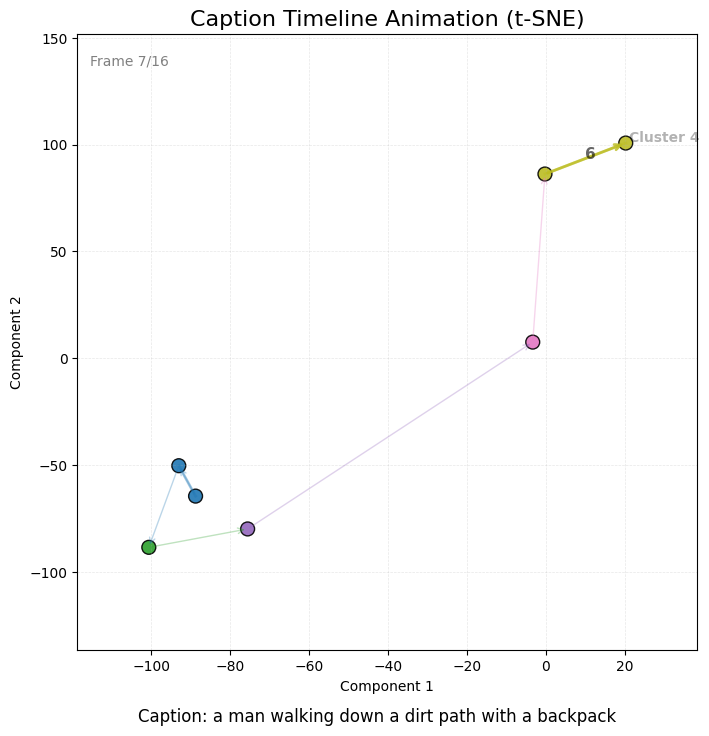 Caption Timeline Animation (t-SNE)
150
Frame 7/16
100
6
Cluster 4
50
0
−50
−100
Component 2
−100
−80
−60
−40
−20
0
20
Component 1
Caption: a man walking down a dirt path with a backpack